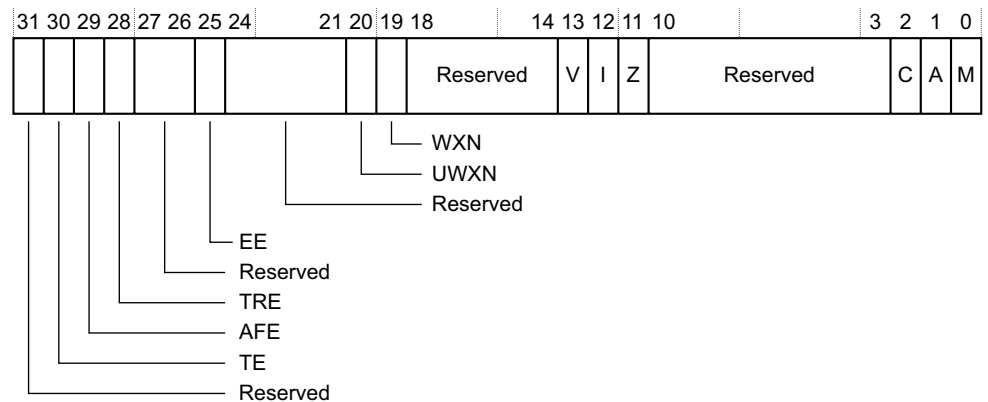 31 30 29 28 27 26 25 24 21 20 19 18 14 13 12 11 10 3 2 1 0
Reserved V I Z Reserved C A M
WXN
UWXN
Reserved
EE
Reserved
TRE
AFE
TE
Reserved